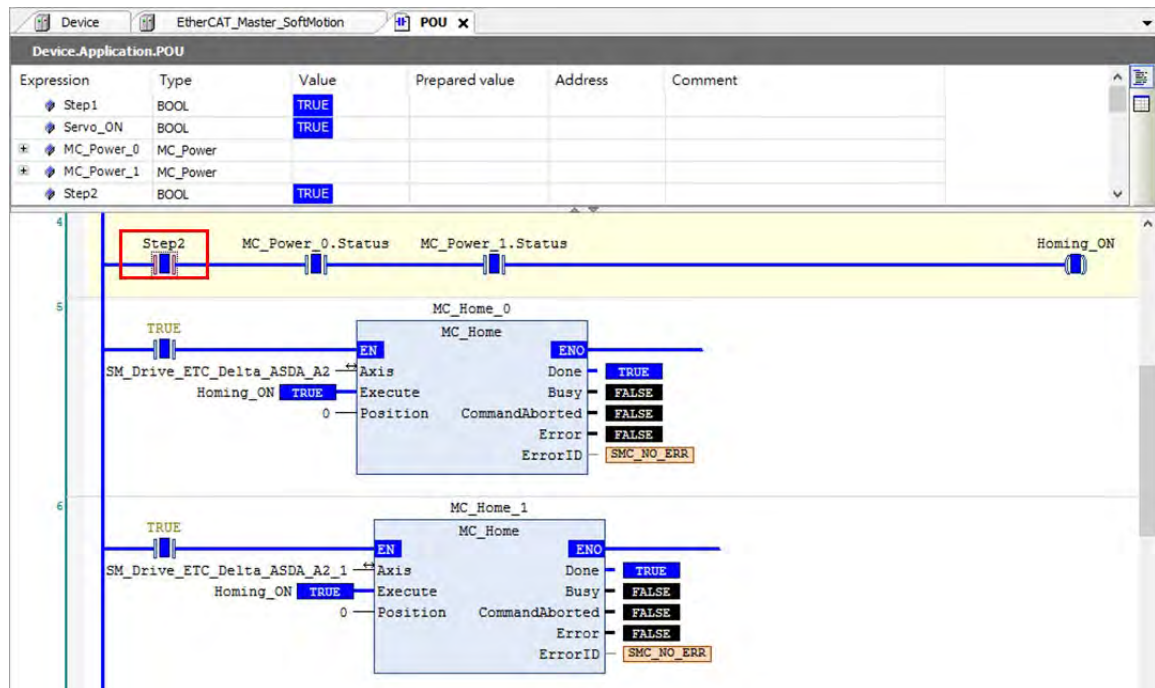 Device EtherCAT_Master_SoftMotion POU x
Device.Application.POU
Expression Type Value Prepared value Address Comment
Step1 BOOL TRUE
Servo_ON BOOL TRUE
MC_Power_0 MC_Power
MC_Power_1 MC_Power
Step2 BOOL TRUE
4
Step2 MC_Power_0.Status MC_Power_1.Status Homing_ON
5
MC_Home_0
TRUE MC_Home
EN ENO
SM_Drive_ETC_Delta_ASDA_A2 Axis Done TRUE
Homing_ON TRUE Execute Busy FALSE
0 Position CommandAborted FALSE
Error FALSE
ErrorID SMC_NO_ERR
6
MC_Home_1
TRUE MC_Home
EN ENO
SM_Drive_ETC_Delta_ASDA_A2_1 Axis Done TRUE
Homing_ON TRUE Execute Busy FALSE
0 Position CommandAborted FALSE
Error FALSE
ErrorID SMC_NO_ERR